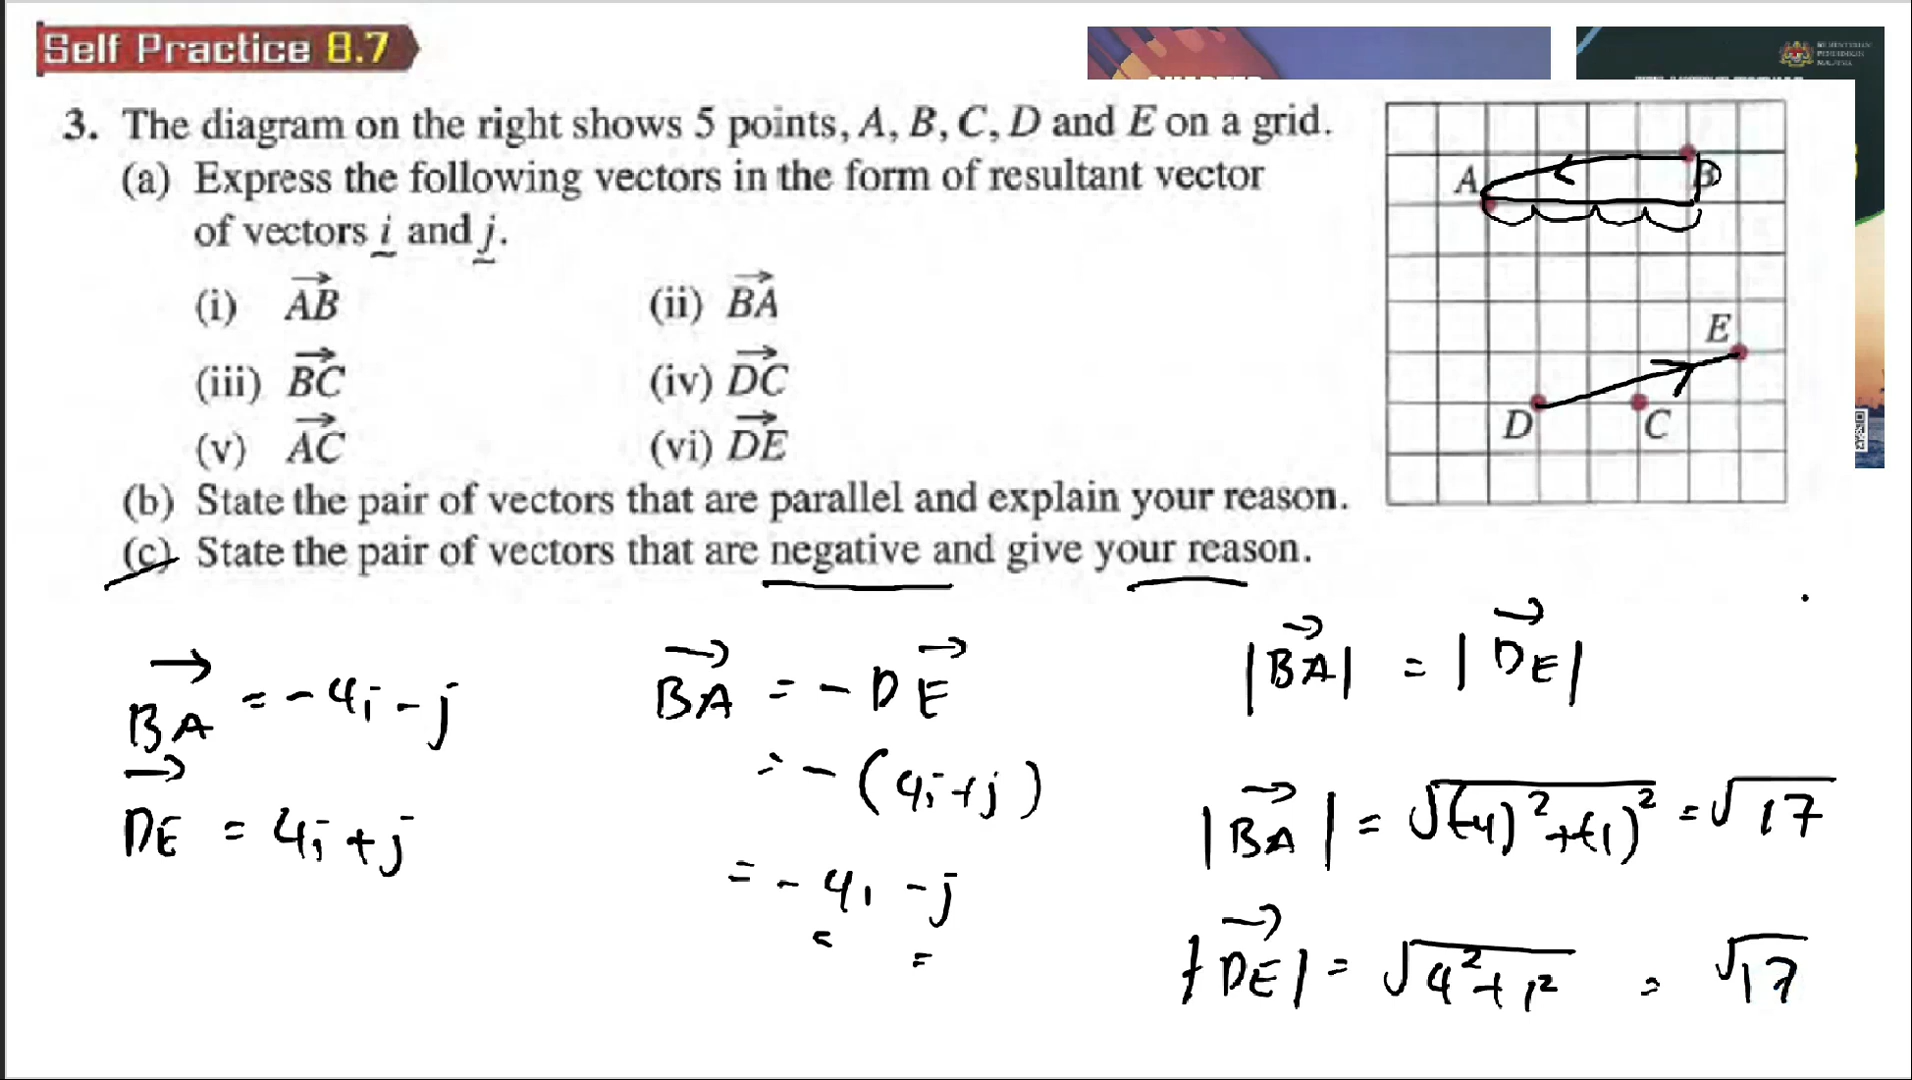 Self Practice 8.7
KEMENTERIAN
PENDIDIKAN
MALAYSIA
3. The diagram on the right shows 5 points, A, B, C, D and E on a grid.
(a) Express the following vectors in the form of resultant vector
of vectors i and j.
(i) AB→ (ii) BA→
(iii) BC→ (iv) DC→
(v) AC→ (vi) DE→
(b) State the pair of vectors that are parallel and explain your reason.
(c) State the pair of vectors that are negative and give your reason.
A
B
E
D
C
BA→ = -4i - j
DE→ = 4i + j
BA→ = - DE→
= - (4i + j)
= - 4i - j
|BA→| = |DE→|
|BA→| = √(-4)² + (-1)² = √17
|DE→| = √4² + 1² = √17